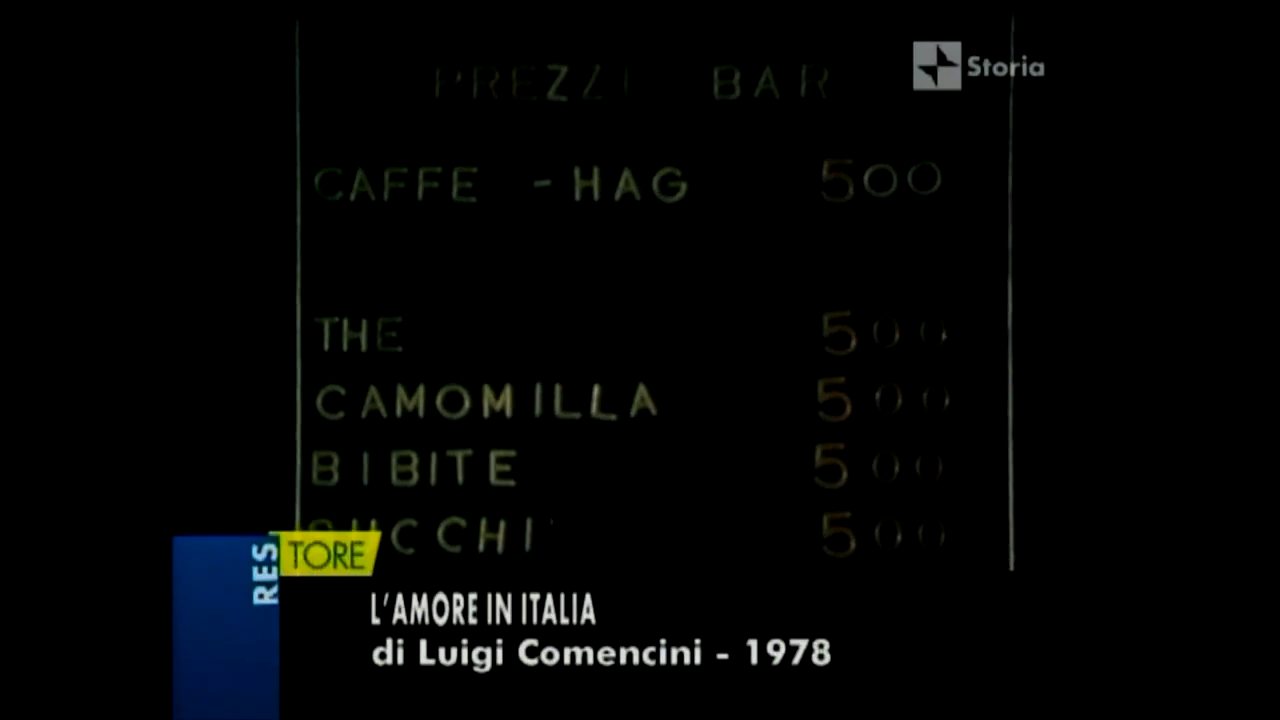 Storia
PREZZI BAR
CAFFE - HAG 500
THE 500
CAMOMILLA 500
BIBITE 500
SUCCHI 500
RES
TORE
L'AMORE IN ITALIA
di Luigi Comencini - 1978